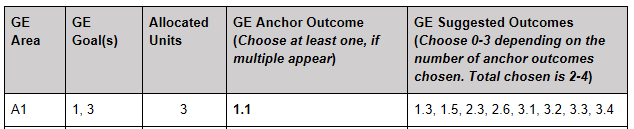 GE Area
GE Goal(s)
Allocated Units
GE Anchor Outcome
(Choose at least one, if
multiple appear)
GE Suggested Outcomes
(Choose 0-3 depending on the
number of anchor outcomes
chosen. Total chosen is 2-4)
A1
1, 3
3
1.1
1.3, 1.5, 2.3, 2.6, 3.1, 3.2, 3.3, 3.4